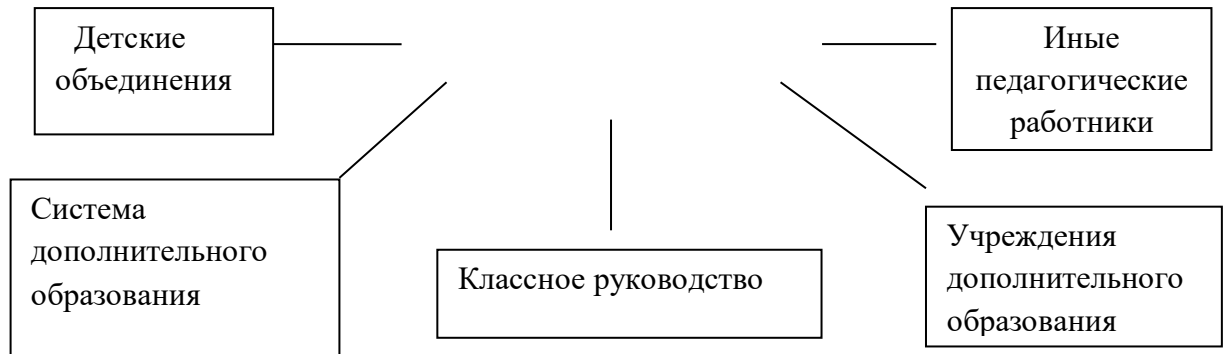 Детские
объединения
Иные
педагогические
работники
Система
дополнительного
образования
Классное руководство
Учреждения
дополнительного
образования